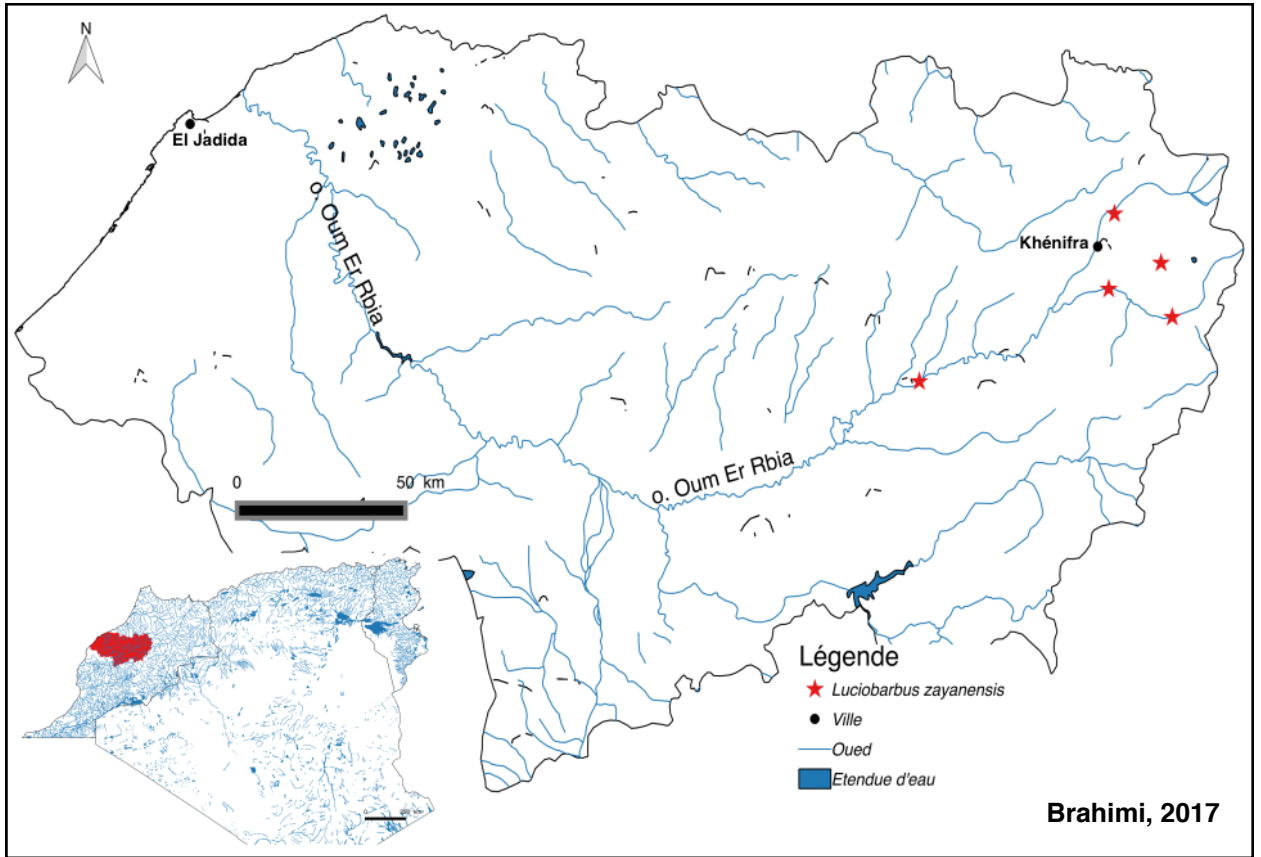 N
El Jadida
o. Oum Er Rbia
Khénifra
o. Oum Er Rbia
0 50 km
Légende
Luciobarbus zayanensis
Ville
Oued
Etendue d'eau
Brahimi, 2017